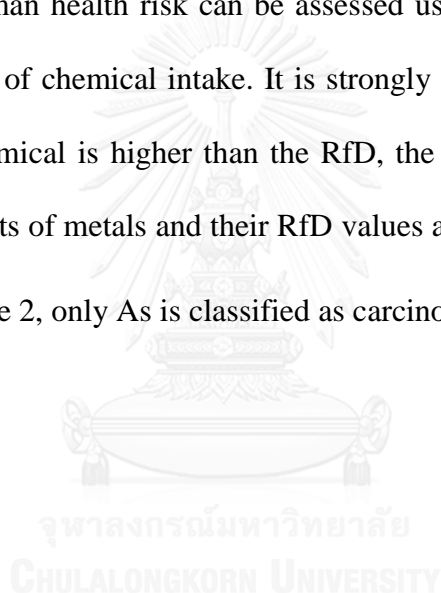 man health risk can be assessed us
of chemical intake. It is strongly
mical is higher than the RfD, the
ts of metals and their RfD values a
e 2, only As is classified as carcino
จุฬาลงกรณ์มหาวิทยาลัย
CHULALONGKORN UNIVERSITY